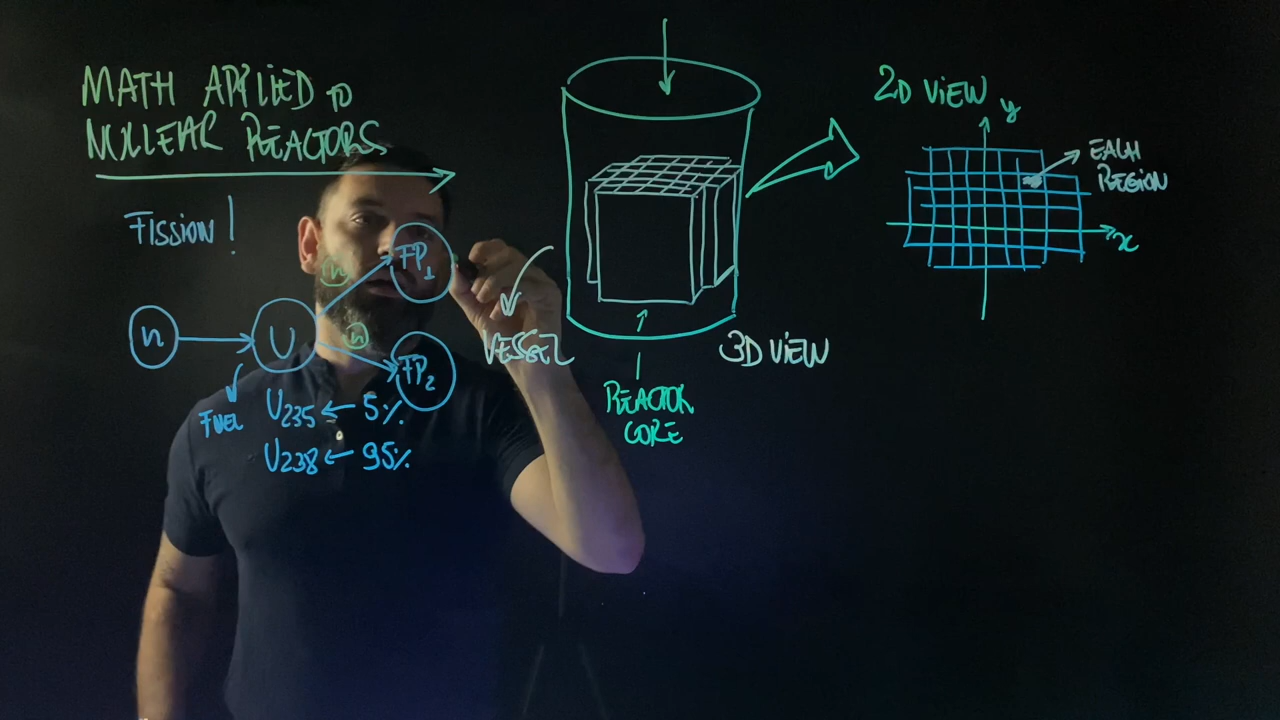 MATH APPLIED TO
NUCLEAR REACTORS
FISSION!
n
U
n
n
FP1
FP2
FUEL
U235 ← 5%
U238 ← 95%
VESSEL
REACTOR
CORE
3D VIEW
2D VIEW
y
x
EACH
REGION